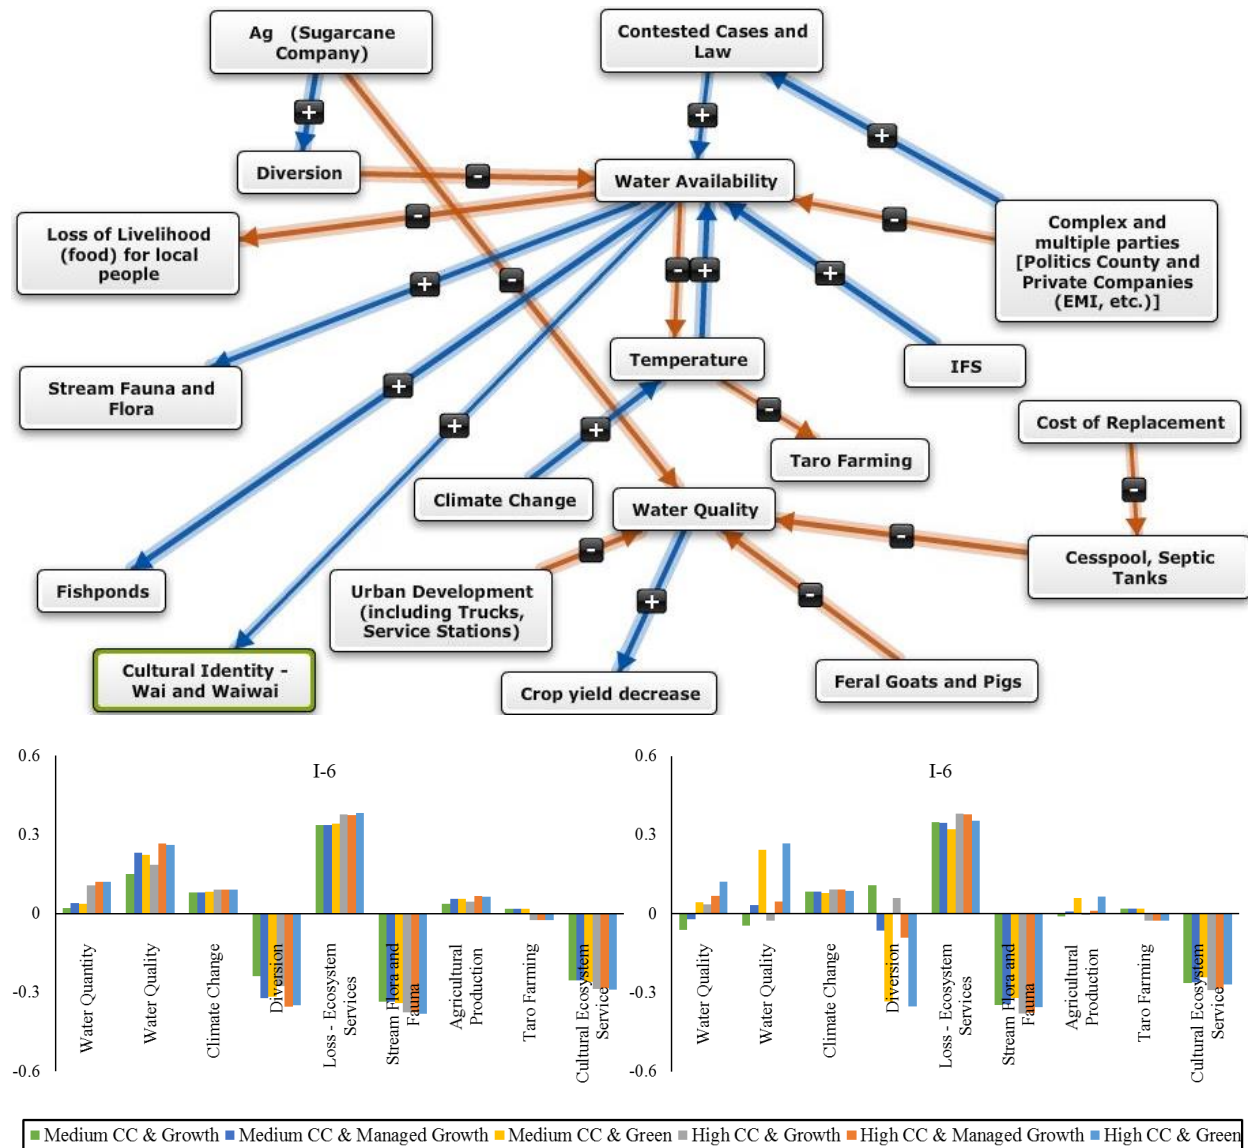 Ag (Sugarcane
Company)
Contested Cases and
Law
+
+
+
Diversion
-
Water Availability
-
-
Loss of Livelihood
(food) for local
people
Complex and
multiple parties
[Politics County and
Private Companies
(EMI, etc.)]
+
-
-
+
+
Temperature
IFS
Stream Fauna and
Flora
+
+
+
-
Cost of Replacement
Taro Farming
Climate Change
Water Quality
-
-
-
Cesspool, Septic
Tanks
Fishponds
Urban Development
(including Trucks,
Service Stations)
+
-
Cultural Identity -
Wai and Waiwai
Crop yield decrease
Feral Goats and Pigs
I-6
0.6
0.3
0
-0.3
-0.6
Water Quantity
Water Quality
Climate Change
Diversion
Loss - Ecosystem
Services
Stream Flora and
Fauna
Agricultural
Production
Taro Farming
Cultural Ecosystem
Service
I-6
0.6
0.3
0
-0.3
-0.6
Water Quality
Water Quality
Climate Change
Diversion
Loss - Ecosystem
Services
Stream Flora and
Fauna
Agricultural
Production
Taro Farming
Cultural Ecosystem
Service
Medium CC & Growth Medium CC & Managed Growth Medium CC & Green High CC & Growth High CC & Managed Growth High CC & Green